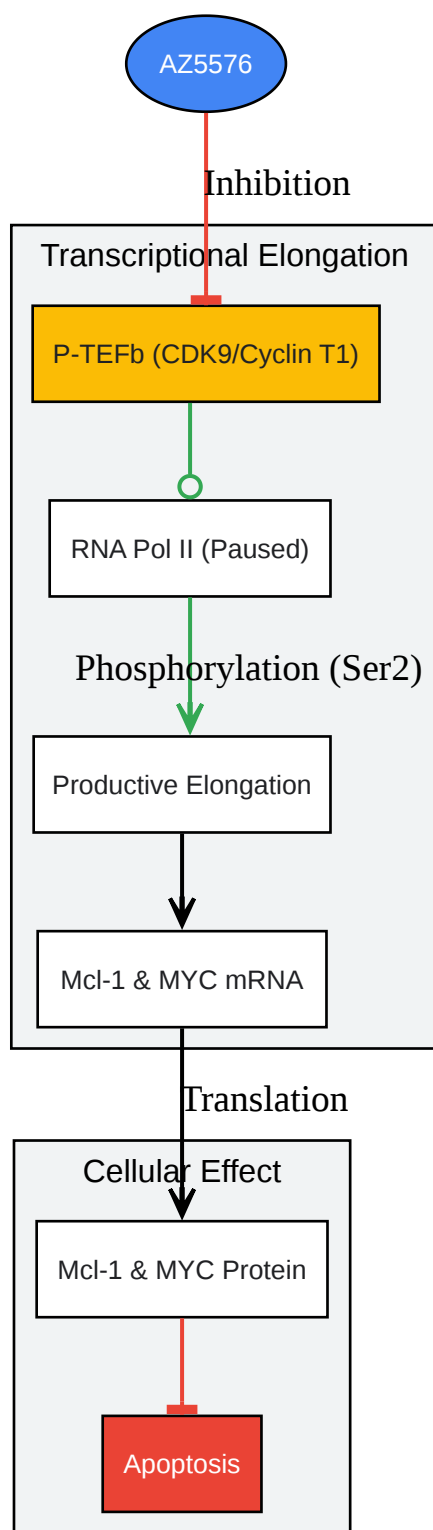 AZ5576
Inhibition
Transcriptional Elongation
P-TEFb (CDK9/Cyclin T1)
RNA Pol II (Paused)
Phosphorylation (Ser2)
Productive Elongation
Mcl-1 & MYC mRNA
Translation
Cellular Effect
Mcl-1 & MYC Protein
Apoptosis